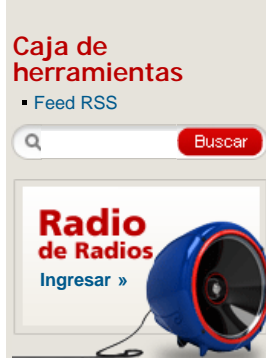 Caja de
herramientas
Feed RSS
Buscar
Radio
de Radios
Ingresar »